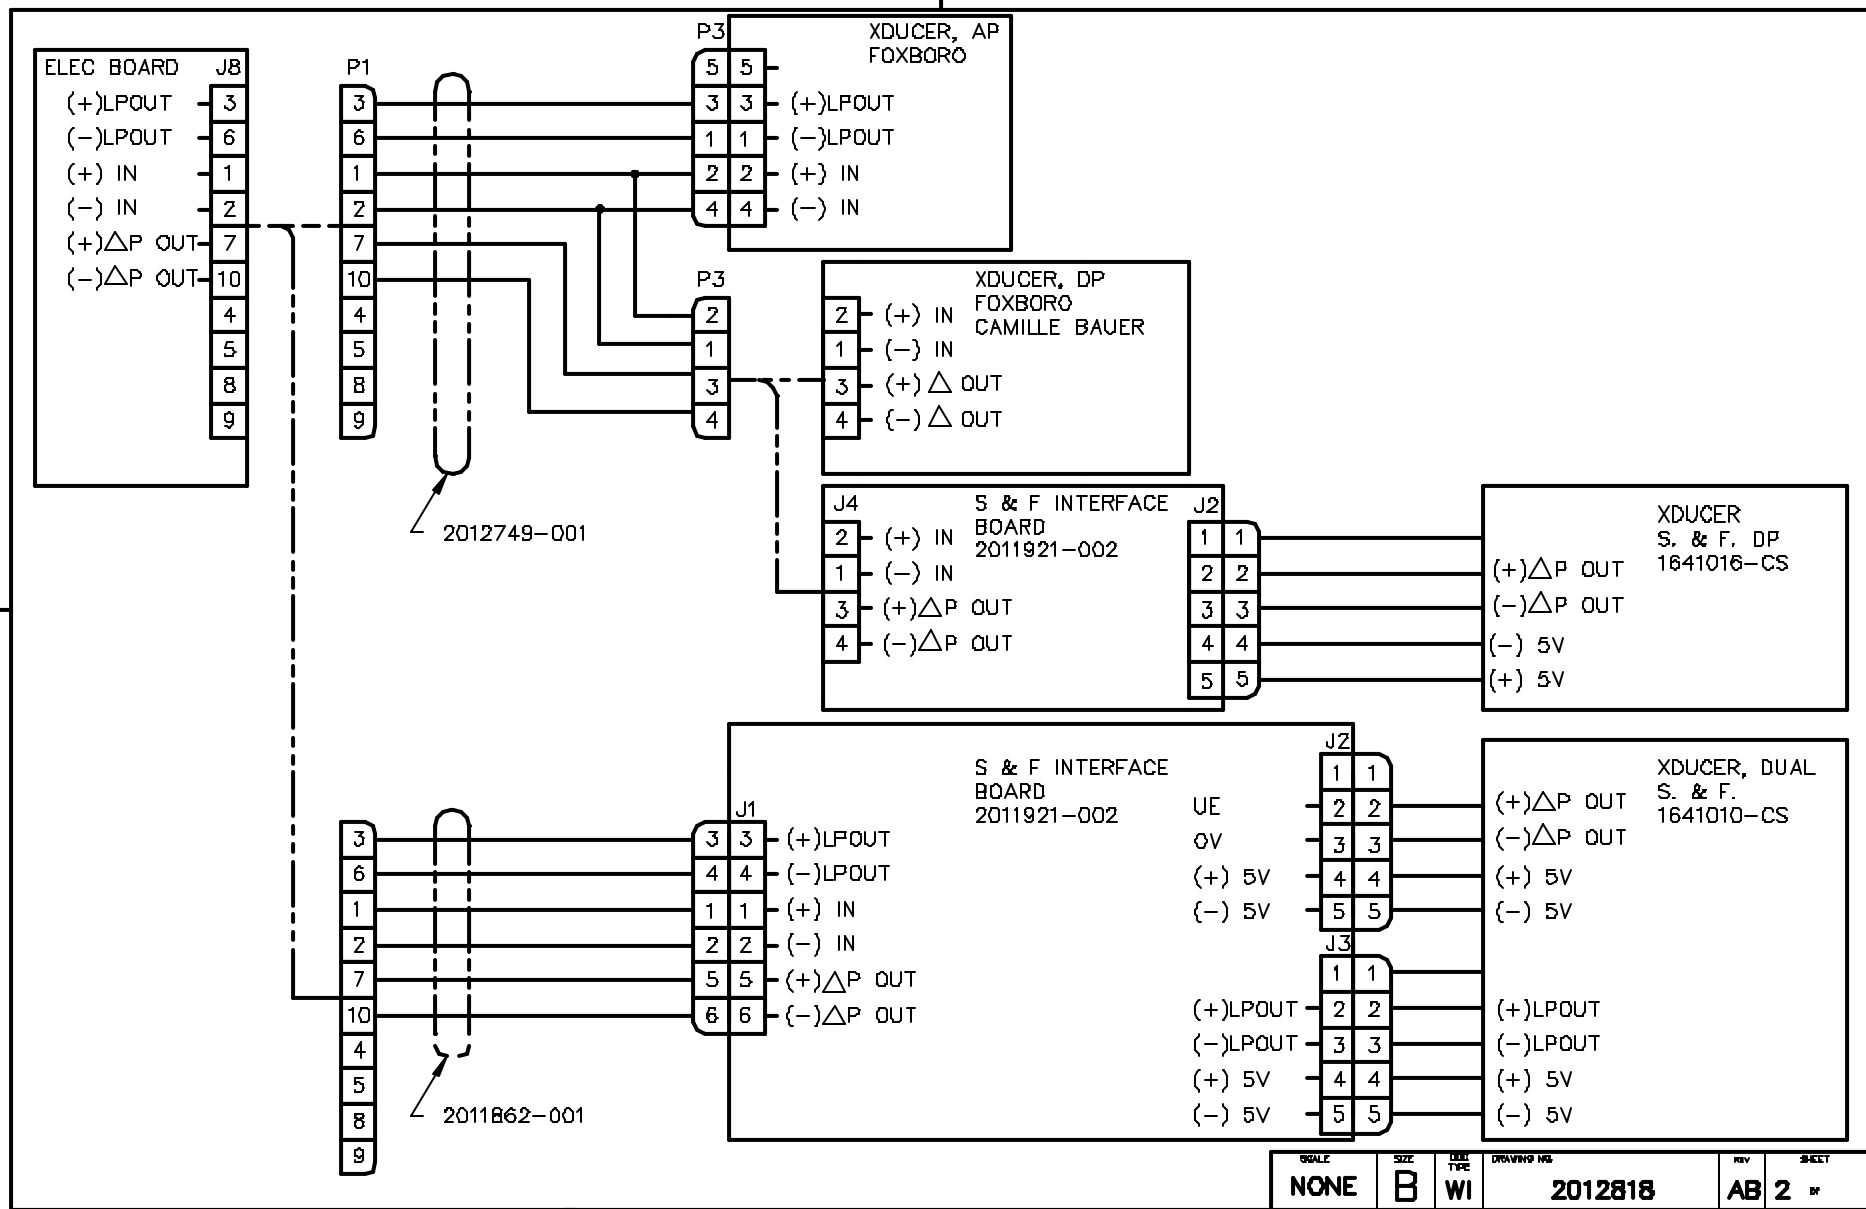 ELEC BOARD J8
(+)LPOUT 3
(-)LPOUT 6
(+) IN 1
(-) IN 2
(+)△P OUT 7
(-)△P OUT 10
4
5
8
9
P1
3
6
1
2
7
10
4
5
8
9
2012749-001
P3
XDUCER, AP
FOXBORO
5 5
3 3 (+)LPOUT
1 1 (-)LPOUT
2 2 (+) IN
4 4 (-) IN
P3
2
1
3
4
XDUCER, DP
FOXBORO
CAMILLE BAUER
2 (+) IN
1 (-) IN
3 (+) △ OUT
4 (-) △ OUT
J4
S & F INTERFACE
BOARD
2011921-002
J2
2 (+) IN
1 (-) IN
3 (+)△P OUT
4 (-)△P OUT
1 1
2 2
3 3
4 4
5 5
XDUCER
S. & F. DP
1641016-CS
(+)△P OUT
(-)△P OUT
(-) 5V
(+) 5V
3
6
1
2
7
10
4
5
8
9
2011862-001
S & F INTERFACE
BOARD
2011921-002
J1
3 3 (+)LPOUT
4 4 (-)LPOUT
1 1 (+) IN
2 2 (-) IN
5 5 (+)△P OUT
6 6 (-)△P OUT
J2
1 1
UE 2 2
OV 3 3
(+) 5V 4 4
(-) 5V 5 5
J3
1 1
(+)LPOUT 2 2
(-)LPOUT 3 3
(+) 5V 4 4
(-) 5V 5 5
XDUCER, DUAL
S. & F.
1641010-CS
(+)△P OUT
(-)△P OUT
(+) 5V
(-) 5V
(+)LPOUT
(-)LPOUT
(+) 5V
(-) 5V
SCALE
NONE
SIZE
B
TYPE
WI
DRAWING NO.
2012818
REV
AB
SHEET
2